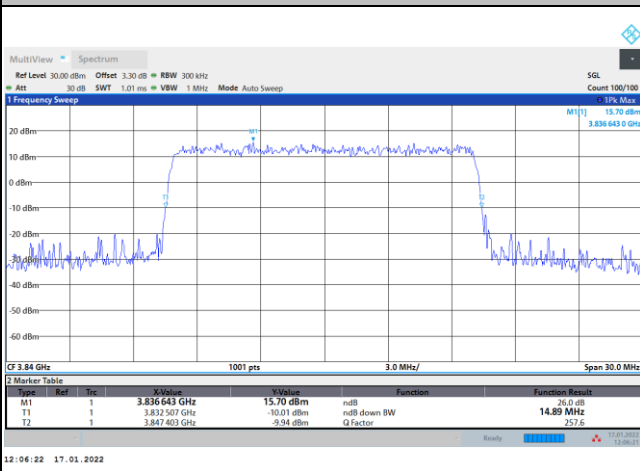 MultiView Spectrum
Ref Level 30.00 dBm Offset 3.30 dB RBW 300 kHz SGL
Att 30 dB SWT 1.01 ms VBW 1 MHz Mode Auto Sweep Count 100/100
1 Frequency Sweep 1Pk Max
M1[1] 15.70 dBm
3.836 643 0 GHz
20 dBm
M1
10 dBm
0 dBm
T1 T2
-10 dBm
-20 dBm
-30 dBm
-40 dBm
-50 dBm
-60 dBm
CF 3.84 GHz 1001 pts 3.0 MHz/ Span 30.0 MHz
2 Marker Table
Type Ref Trc X-Value Y-Value Function Function Result
M1 1 3.836 643 GHz 15.70 dBm ndB 26.0 dB
T1 1 3.832 507 GHz -10.01 dBm ndB down BW 14.89 MHz
T2 1 3.847 403 GHz -9.94 dBm Q Factor 257.6
Ready 17.01.2022
12:06:21
12:06:22 17.01.2022